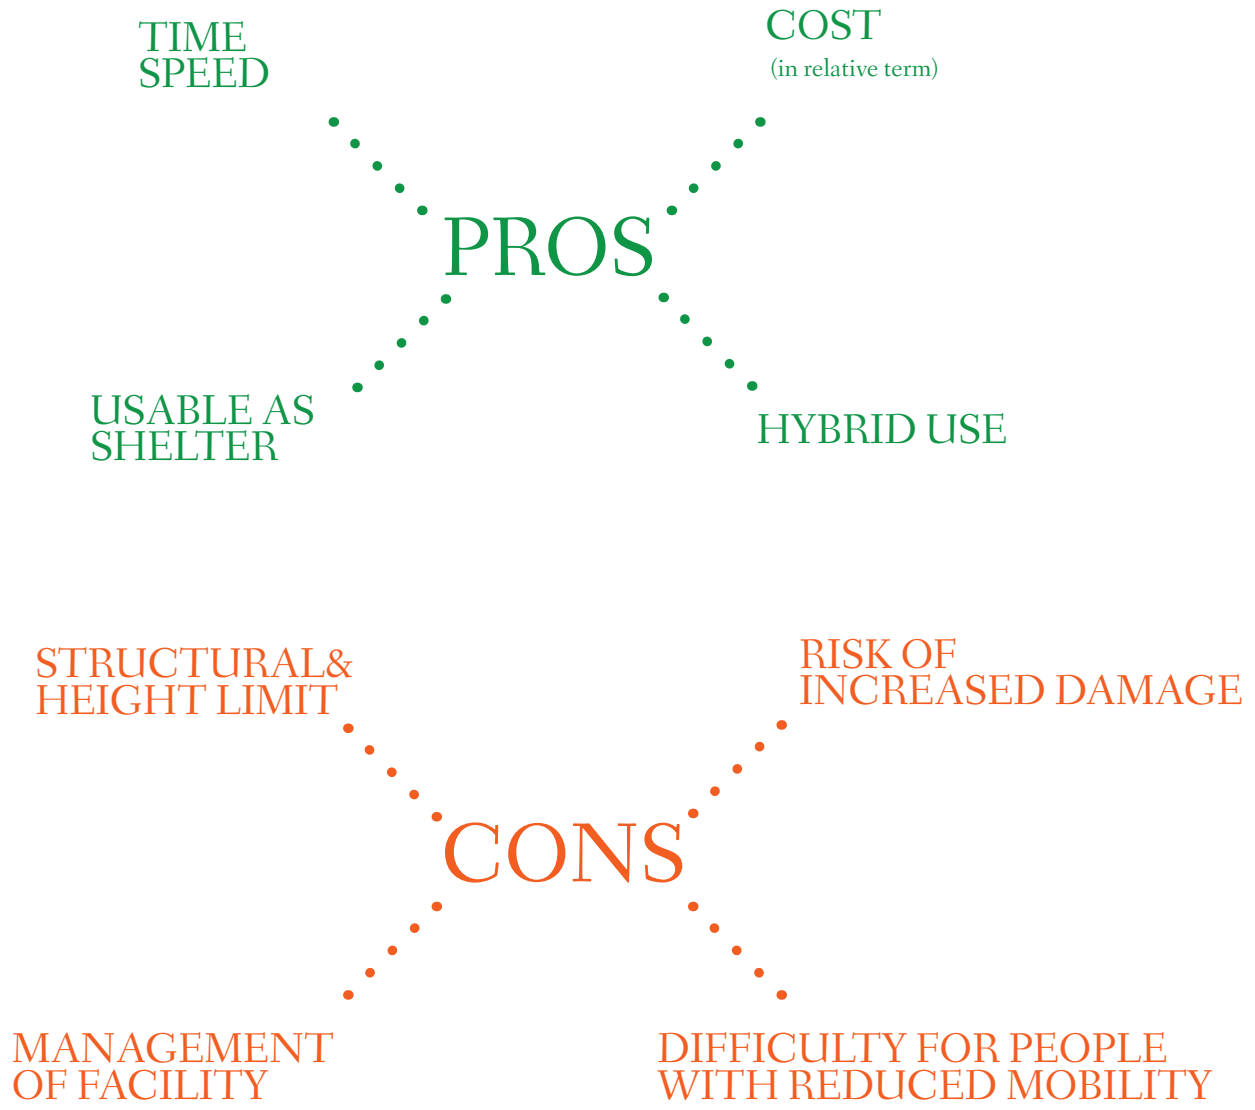 TIME
SPEED
COST
(in relative term)
PROS
USABLE AS
SHELTER
HYBRID USE
STRUCTURAL&
HEIGHT LIMIT
RISK OF
INCREASED DAMAGE
CONS
MANAGEMENT
OF FACILITY
DIFFICULTY FOR PEOPLE
WITH REDUCED MOBILITY